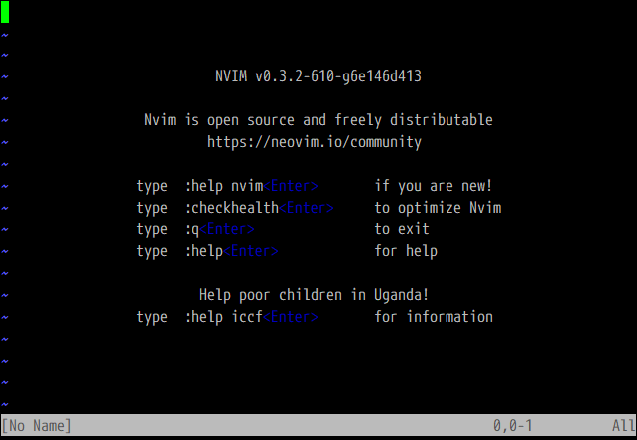 ~
~
~
NVIM v0.3.2-610-g6e146d413
~
~
Nvim is open source and freely distributable
~
https://neovim.io/community
~
~
type :help nvim<Enter> if you are new!
~
type :checkhealth<Enter> to optimize Nvim
~
type :q<Enter> to exit
~
type :help<Enter> for help
~
~
Help poor children in Uganda!
~
type :help iccf<Enter> for information
~
~
~
~
[No Name] 0,0-1 All